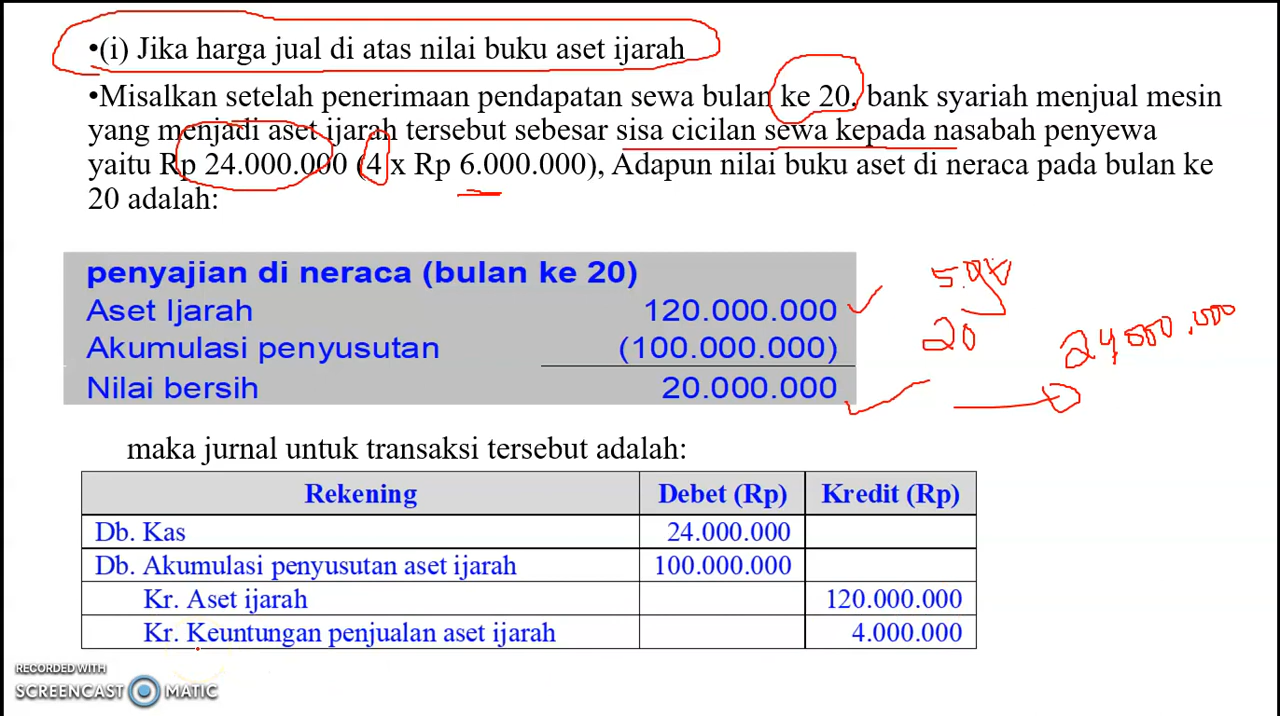 •(i) Jika harga jual di atas nilai buku aset ijarah
•Misalkan setelah penerimaan pendapatan sewa bulan ke 20, bank syariah menjual mesin
yang menjadi aset ijarah tersebut sebesar sisa cicilan sewa kepada nasabah penyewa
yaitu Rp 24.000.000 (4 x Rp 6.000.000), Adapun nilai buku aset di neraca pada bulan ke
20 adalah:
penyajian di neraca (bulan ke 20)
Aset Ijarah 120.000.000
Akumulasi penyusutan (100.000.000)
Nilai bersih 20.000.000
20
24000.000
maka jurnal untuk transaksi tersebut adalah:
Rekening Debet (Rp) Kredit (Rp)
Db. Kas 24.000.000
Db. Akumulasi penyusutan aset ijarah 100.000.000
Kr. Aset ijarah 120.000.000
Kr. Keuntungan penjualan aset ijarah 4.000.000
RECORDED WITH
SCREENCAST MATIC